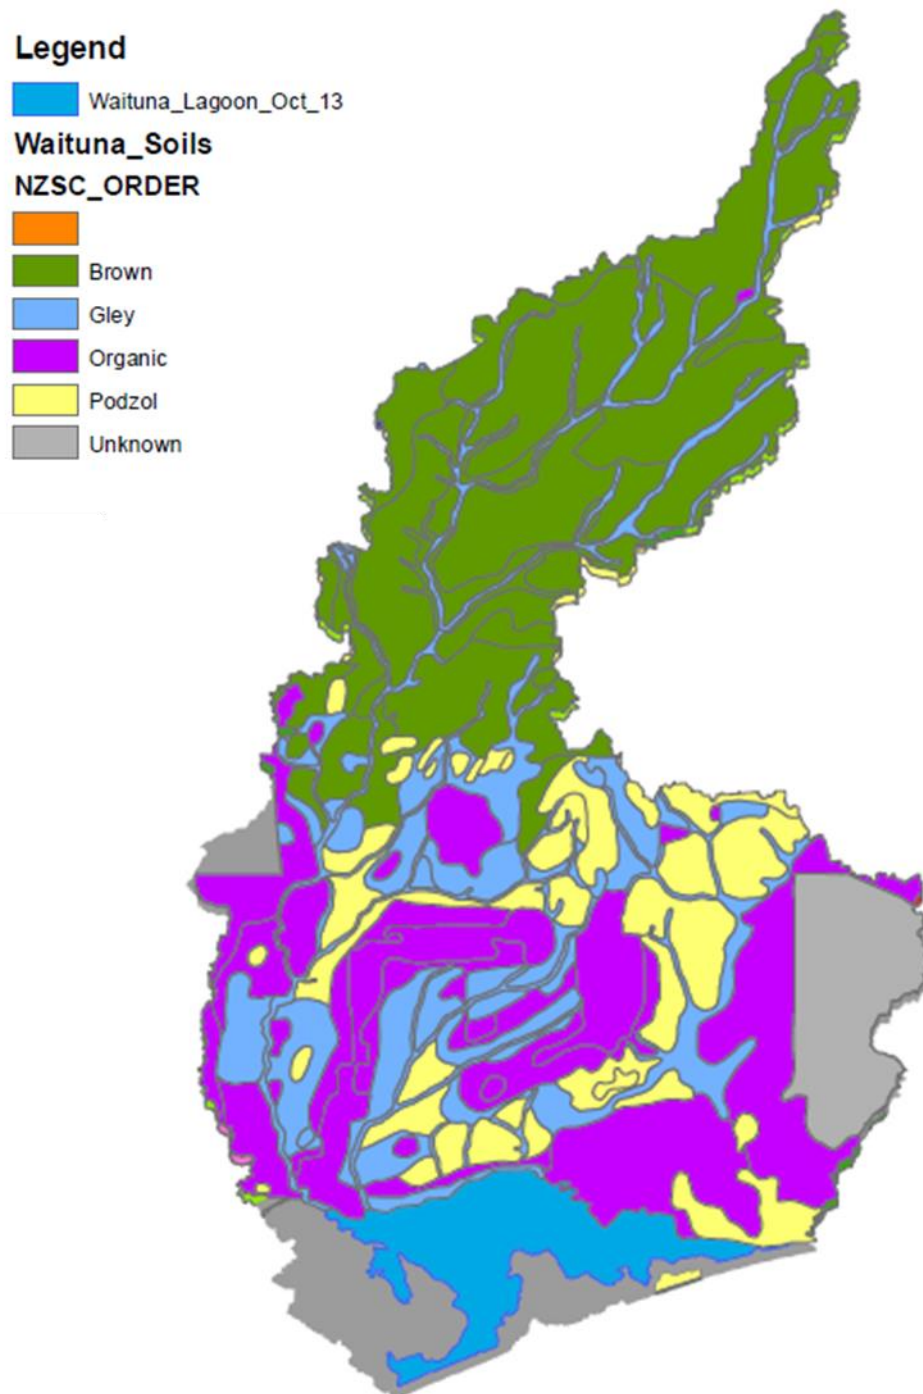 Legend
Waituna_Lagoon_Oct_13
Waituna_Soils
NZSC_ORDER
Brown
Gley
Organic
Podzol
Unknown